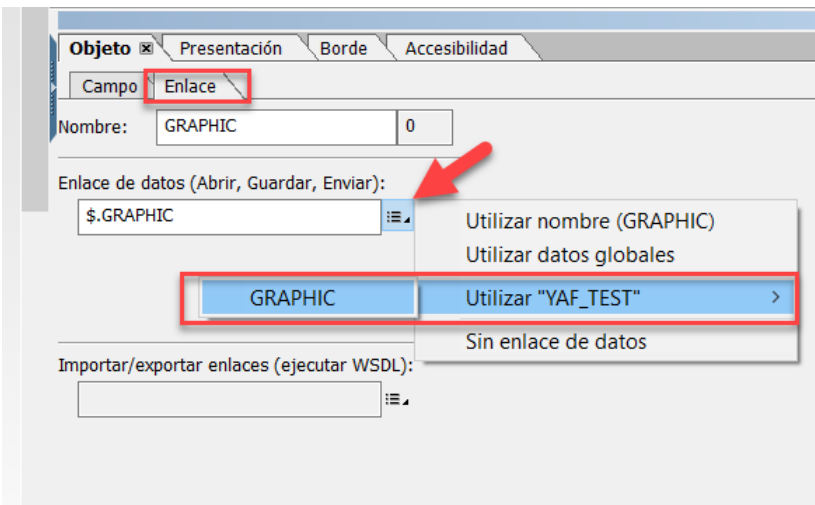 Objeto Presentación Borde Accesibilidad
Campo Enlace
Nombre: GRAPHIC 0
Enlace de datos (Abrir, Guardar, Enviar):
$.GRAPHIC
Utilizar nombre (GRAPHIC)
Utilizar datos globales
GRAPHIC Utilizar "YAF_TEST" >
Sin enlace de datos
Importar/exportar enlaces (ejecutar WSDL):